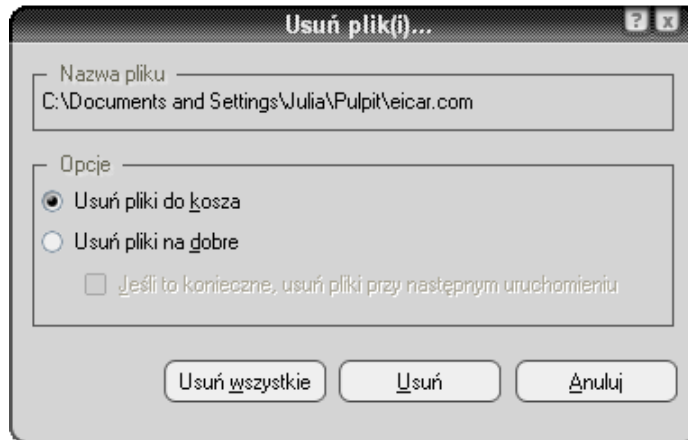 Usuń plik(i)...
Nazwa pliku
C:\Documents and Settings\Julia\Pulpit\eicar.com
Opcje
Usuń pliki do kosza
Usuń pliki na dobre
Jeśli to konieczne, usuń pliki przy następnym uruchomieniu
Usuń wszystkie Usuń Anuluj